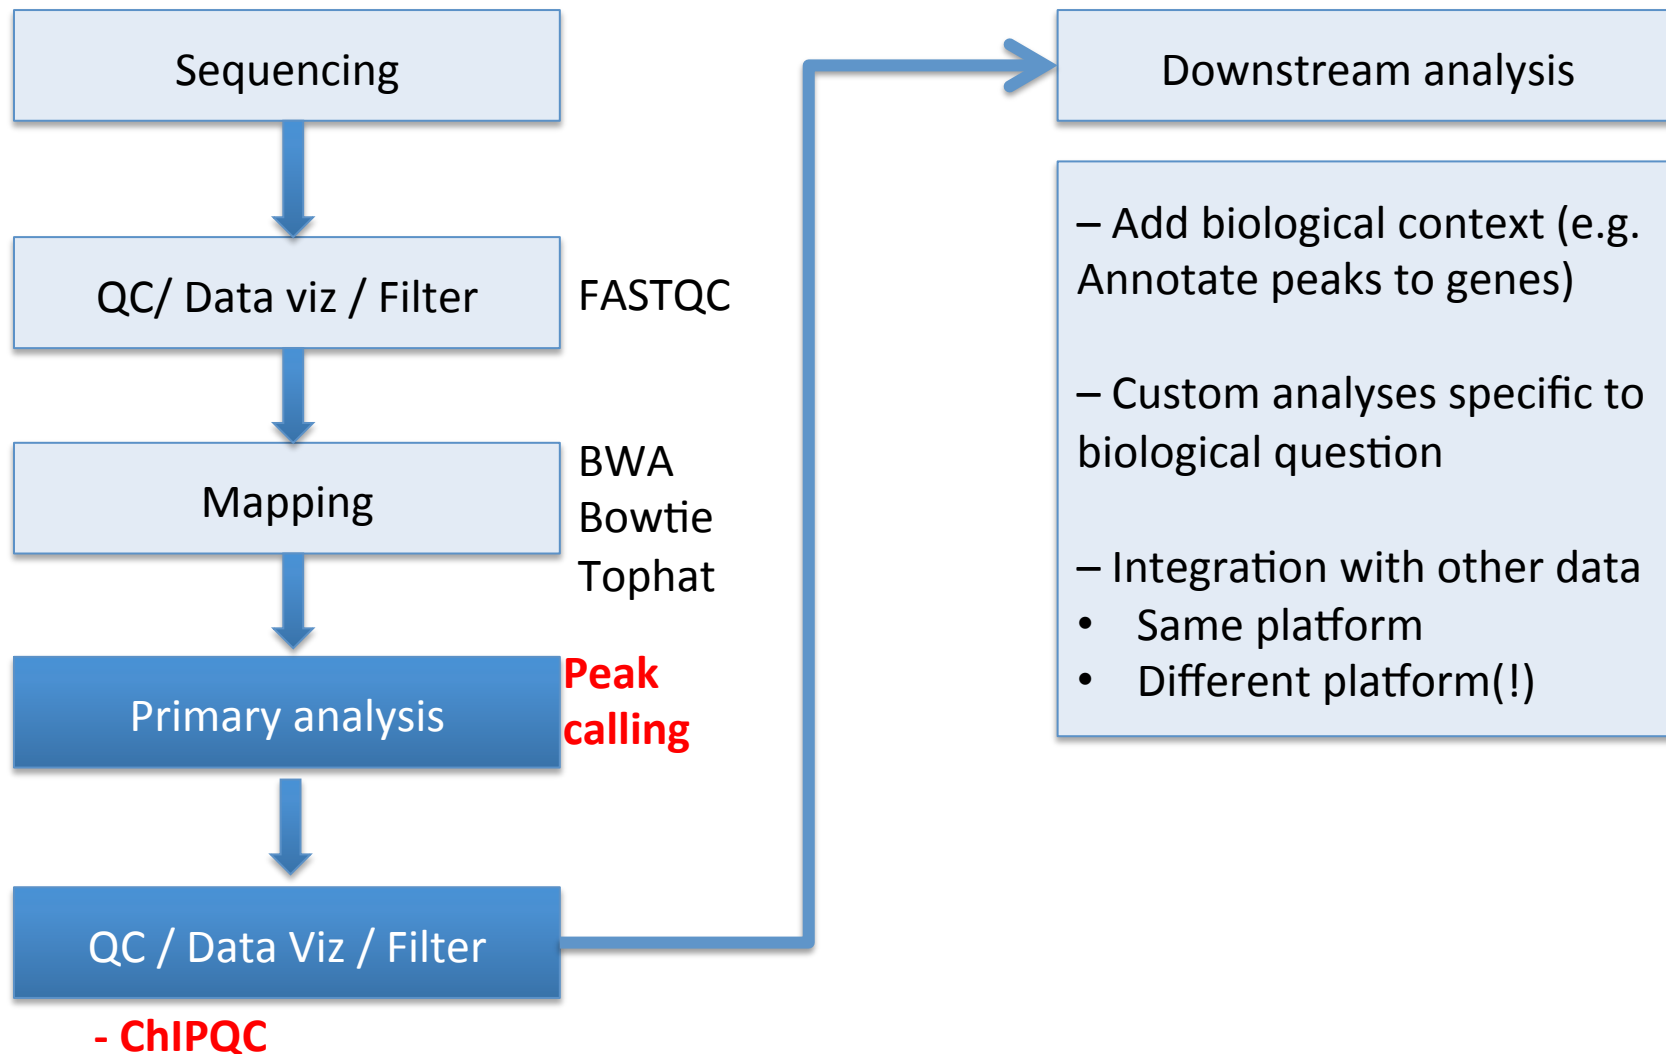 Sequencing
QC/ Data viz / Filter
FASTQC
Mapping
BWA
Bowtie
Tophat
Primary analysis
Peak
calling
QC / Data Viz / Filter
- ChIPQC
Downstream analysis
– Add biological context (e.g.
Annotate peaks to genes)
– Custom analyses specific to
biological question
– Integration with other data
• Same platform
• Different platform(!)